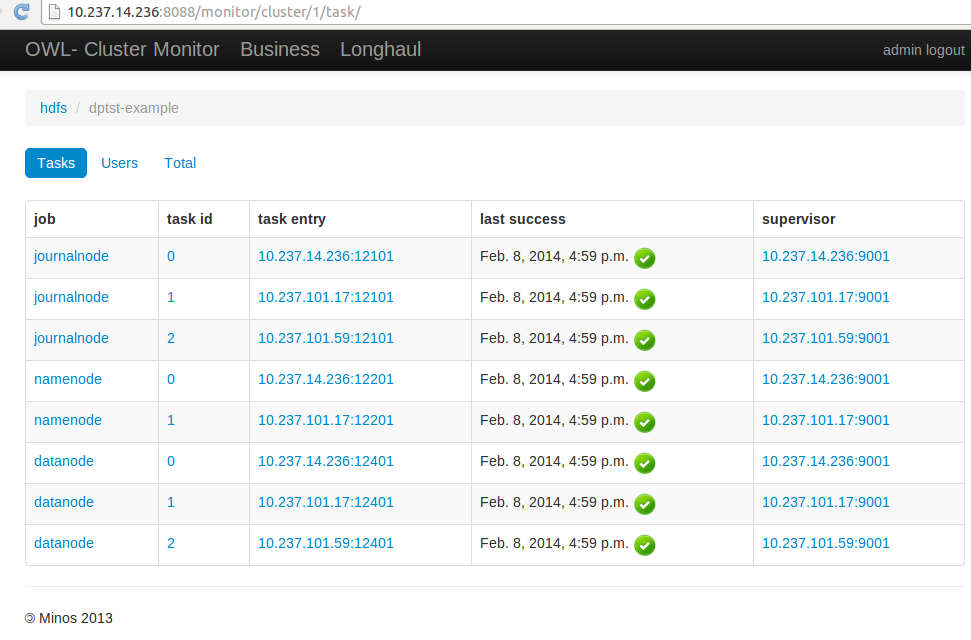 10.237.14.236:8088/monitor/cluster/1/task/
OWL- Cluster Monitor Business Longhaul admin logout
hdfs / dptst-example
Tasks Users Total
job task id task entry last success supervisor
journalnode 0 10.237.14.236:12101 Feb. 8, 2014, 4:59 p.m. 10.237.14.236:9001
journalnode 1 10.237.101.17:12101 Feb. 8, 2014, 4:59 p.m. 10.237.101.17:9001
journalnode 2 10.237.101.59:12101 Feb. 8, 2014, 4:59 p.m. 10.237.101.59:9001
namenode 0 10.237.14.236:12201 Feb. 8, 2014, 4:59 p.m. 10.237.14.236:9001
namenode 1 10.237.101.17:12201 Feb. 8, 2014, 4:59 p.m. 10.237.101.17:9001
datanode 0 10.237.14.236:12401 Feb. 8, 2014, 4:59 p.m. 10.237.14.236:9001
datanode 1 10.237.101.17:12401 Feb. 8, 2014, 4:59 p.m. 10.237.101.17:9001
datanode 2 10.237.101.59:12401 Feb. 8, 2014, 4:59 p.m. 10.237.101.59:9001
© Minos 2013